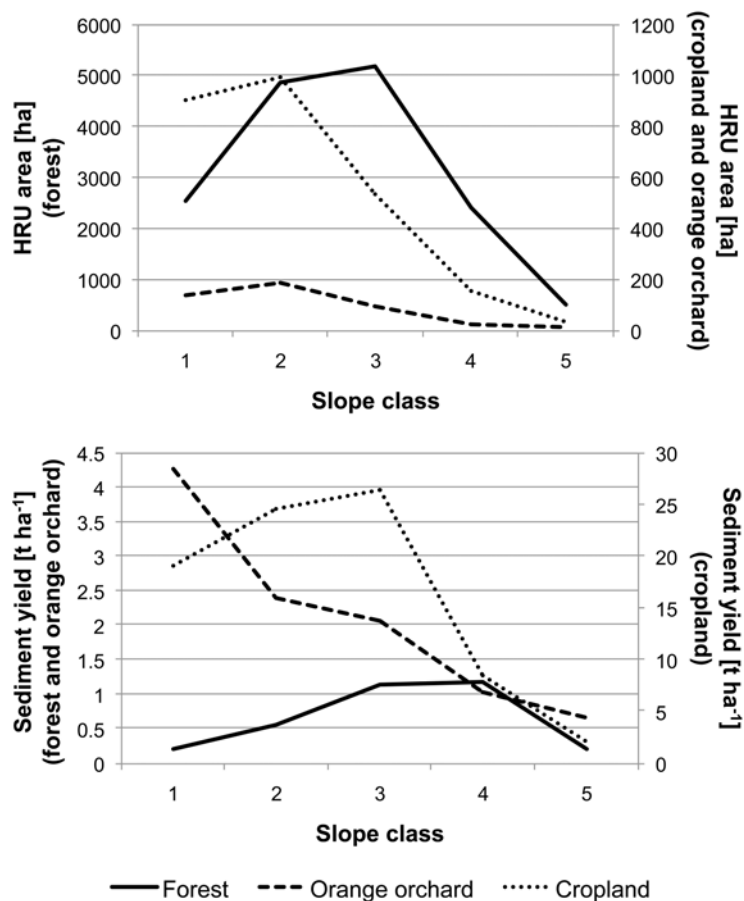 6000
5000
4000
3000
2000
1000
0
HRU area [ha]
(forest)
1200
1000
800
600
400
200
0
HRU area [ha]
(cropland and orange orchard)
1 2 3 4 5
Slope class
4.5
4
3.5
3
2.5
2
1.5
1
0.5
0
Sediment yield [t ha⁻¹]
(forest and orange orchard)
30
25
20
15
10
5
0
Sediment yield [t ha⁻¹]
(cropland)
1 2 3 4 5
Slope class
Forest Orange orchard Cropland